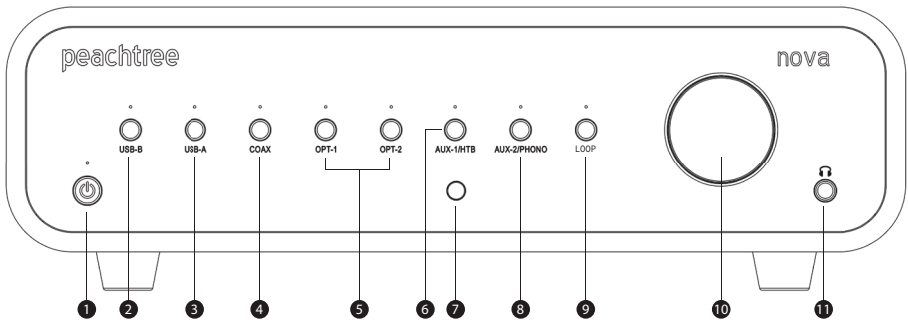 peachtree
nova
USB-B USB-A COAX OPT-1 OPT-2 AUX-1/HTB AUX-2/PHONO LOOP
1 2 3 4 5 6 7 8 9 10 11